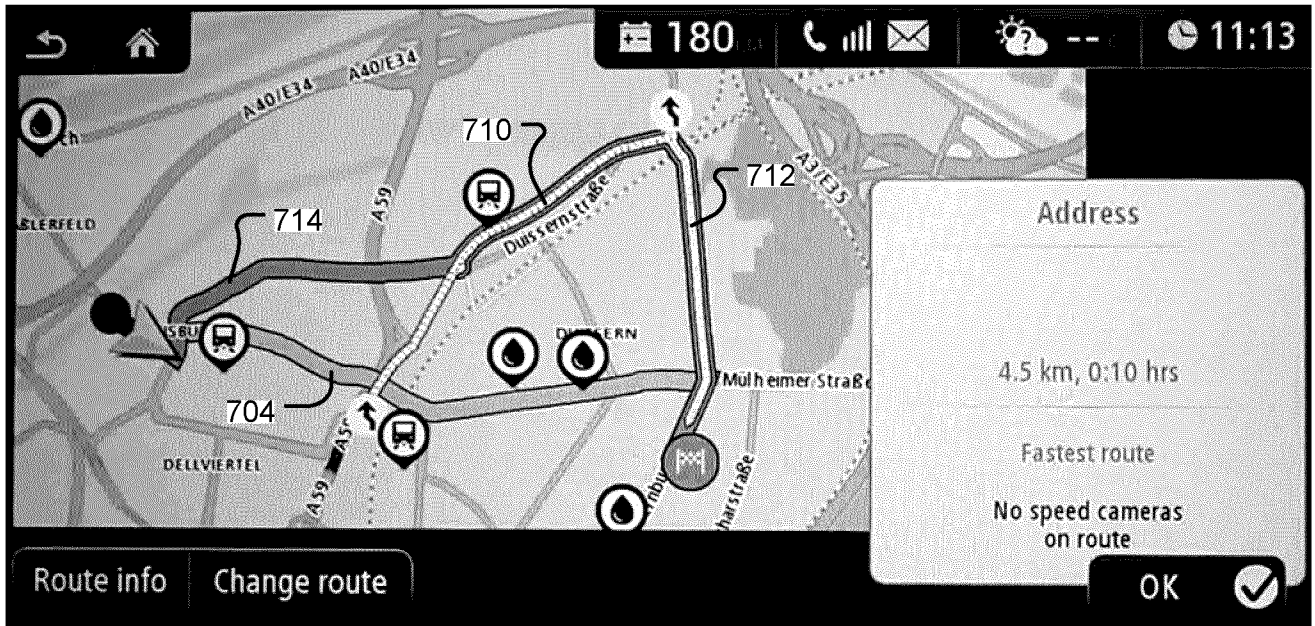 180
--
11:13
A40/E34
A40/E34
710
712
A3/E35
Address
ch
A59
714
Duissernstraße
4.5 km, 0:10 hrs
DUISSERN
Mülheimer Straße
704
Fastest route
DELLVIERTEL
A59
No speed cameras
on route
Route info
Change route
OK